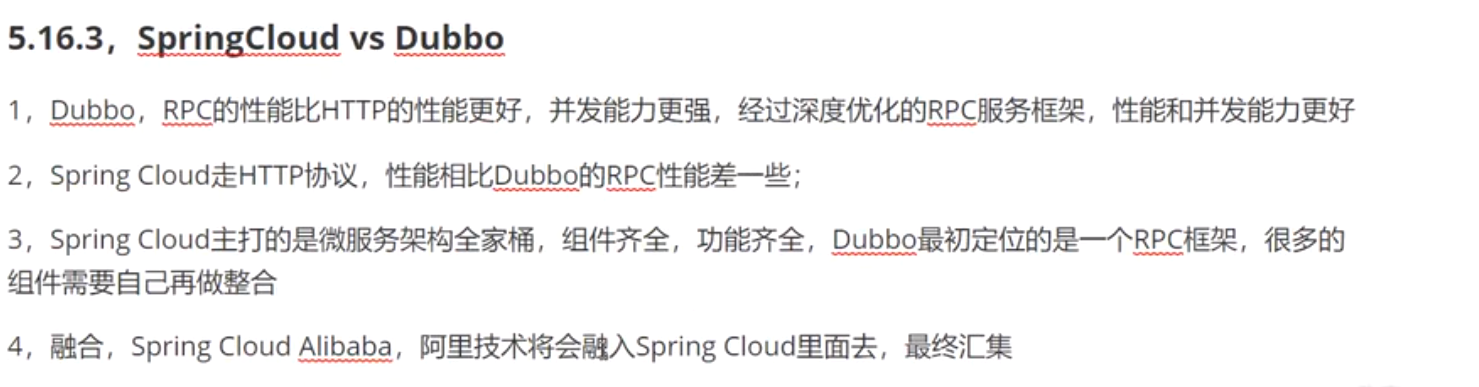 5.16.3，SpringCloud vs Dubbo
1，Dubbo，RPC的性能比HTTP的性能更好，并发能力更强，经过深度优化的RPC服务框架，性能和并发能力更好
2，Spring Cloud走HTTP协议，性能相比Dubbo的RPC性能差一些；
3，Spring Cloud主打的是微服务架构全家桶，组件齐全，功能齐全，Dubbo最初定位的是一个RPC框架，很多的
组件需要自己再做整合
4，融合，Spring Cloud Alibaba，阿里技术将会融入Spring Cloud里面去，最终汇集